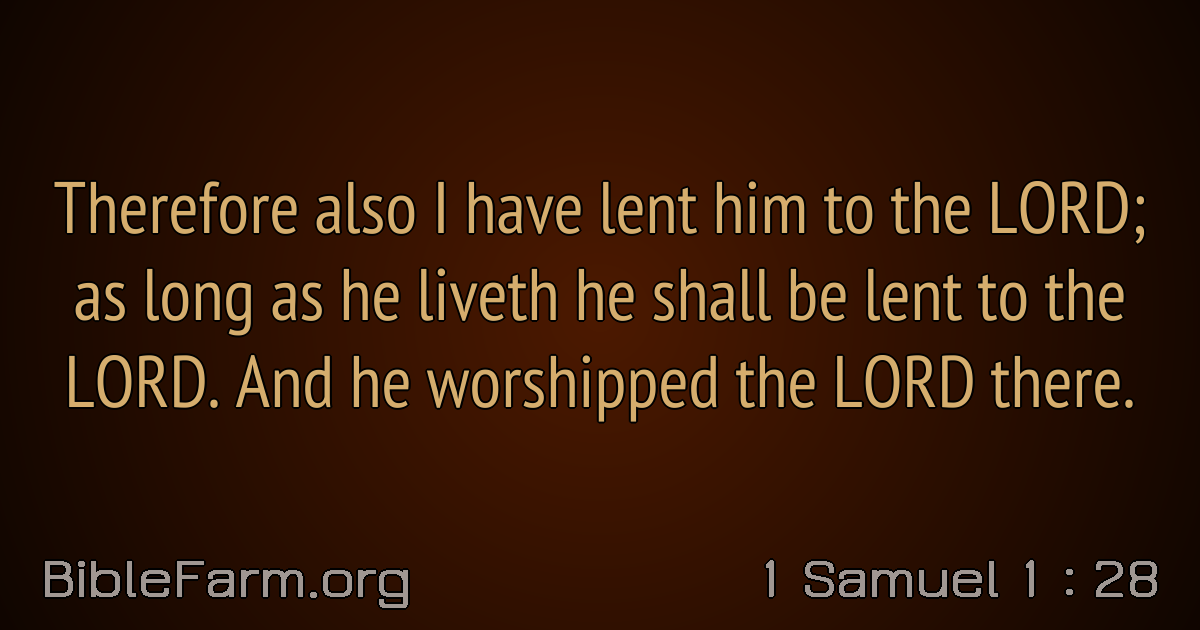 Therefore also I have lent him to the LORD;
as long as he liveth he shall be lent to the
LORD. And he worshipped the LORD there.
BibleFarm.org
1 Samuel 1 : 28